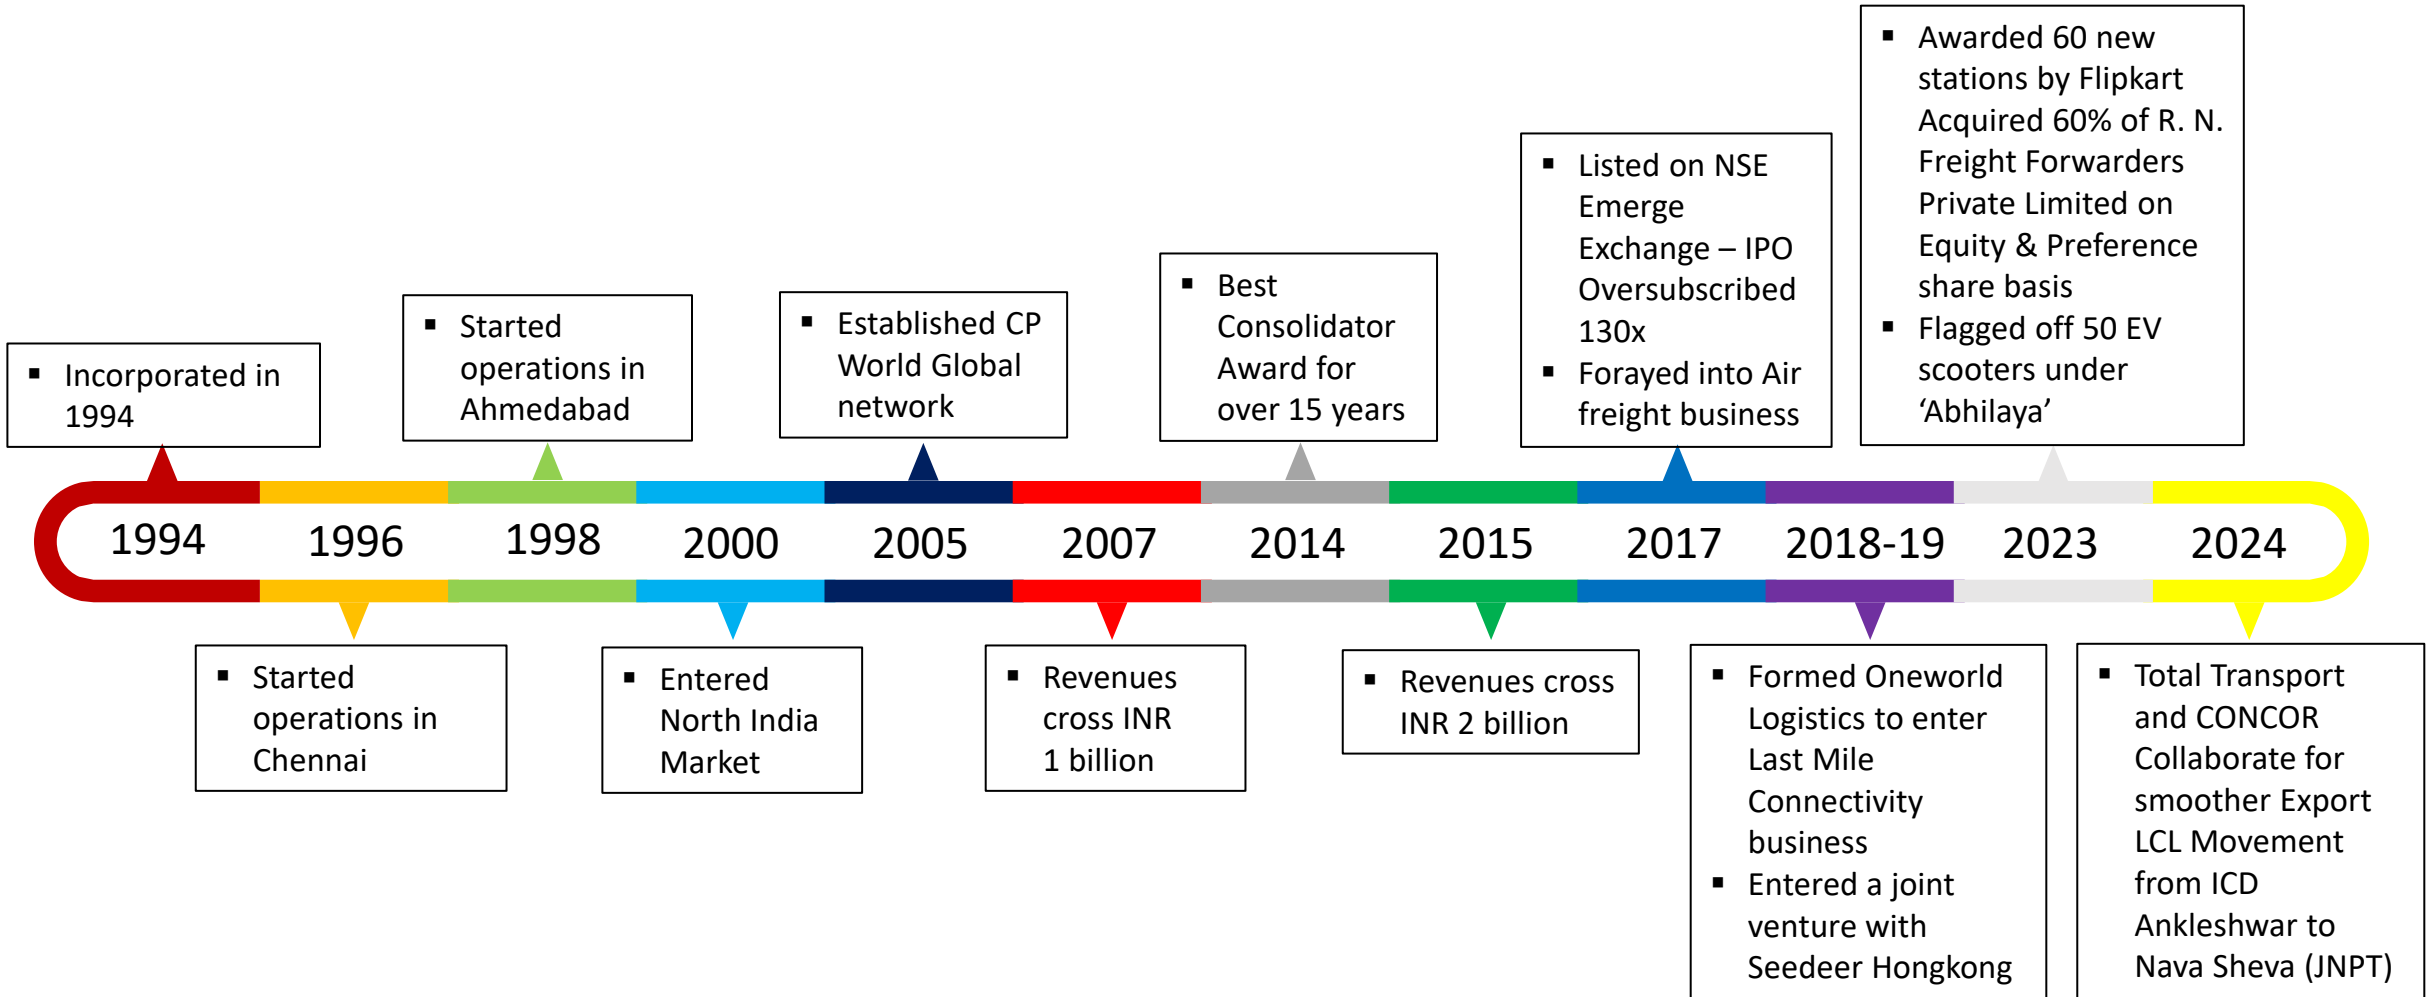 ▪ Incorporated in
1994
▪ Started
operations in
Ahmedabad
▪ Established CP
World Global
network
▪ Best
Consolidator
Award for
over 15 years
▪ Listed on NSE
Emerge
Exchange – IPO
Oversubscribed
130x
▪ Forayed into Air
freight business
▪ Awarded 60 new
stations by Flipkart
Acquired 60% of R. N.
Freight Forwarders
Private Limited on
Equity & Preference
share basis
▪ Flagged off 50 EV
scooters under
‘Abhilaya’
1994 1996 1998 2000 2005 2007 2014 2015 2017 2018-19 2023 2024
▪ Started
operations in
Chennai
▪ Entered
North India
Market
▪ Revenues
cross INR
1 billion
▪ Revenues cross
INR 2 billion
▪ Formed Oneworld
Logistics to enter
Last Mile
Connectivity
business
▪ Entered a joint
venture with
Seedeer Hongkong
▪ Total Transport
and CONCOR
Collaborate for
smoother Export
LCL Movement
from ICD
Ankleshwar to
Nava Sheva (JNPT)